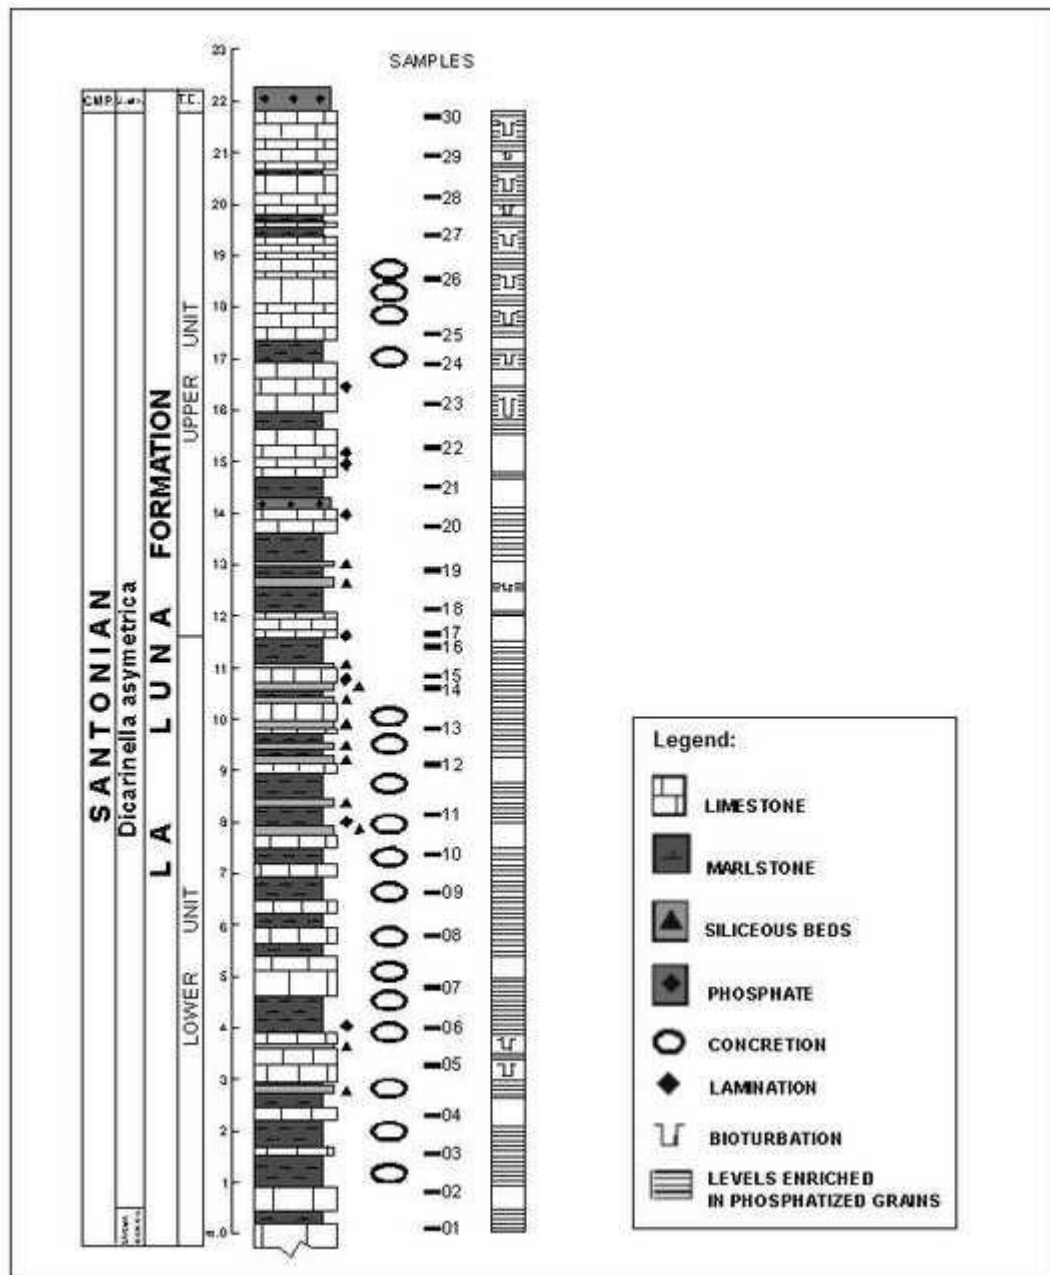 SAMPLES
23
22
21
20
19
18
17
16
15
14
13
12
11
10
9
8
7
6
5
4
3
2
1
CMP.
T.C.
SANTONIAN
Dicarinella asymetrica
LA LUNA FORMATION
UPPER UNIT
LOWER UNIT
30
29
28
27
26
25
24
23
22
21
20
19
18
17
16
15
14
13
12
11
10
09
08
07
06
05
04
03
02
01
Legend:
LIMESTONE
MARLSTONE
SILICEOUS BEDS
PHOSPHATE
CONCRETION
LAMINATION
BIOTURBATION
LEVELS ENRICHED
IN PHOSPHATIZED GRAINS